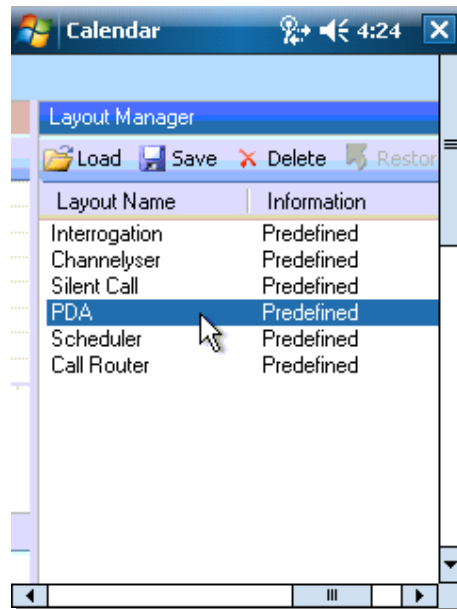 Calendar 4:24
Layout Manager
Load Save Delete Restor
Layout Name Information
Interrogation Predefined
Channelyser Predefined
Silent Call Predefined
PDA Predefined
Scheduler Predefined
Call Router Predefined